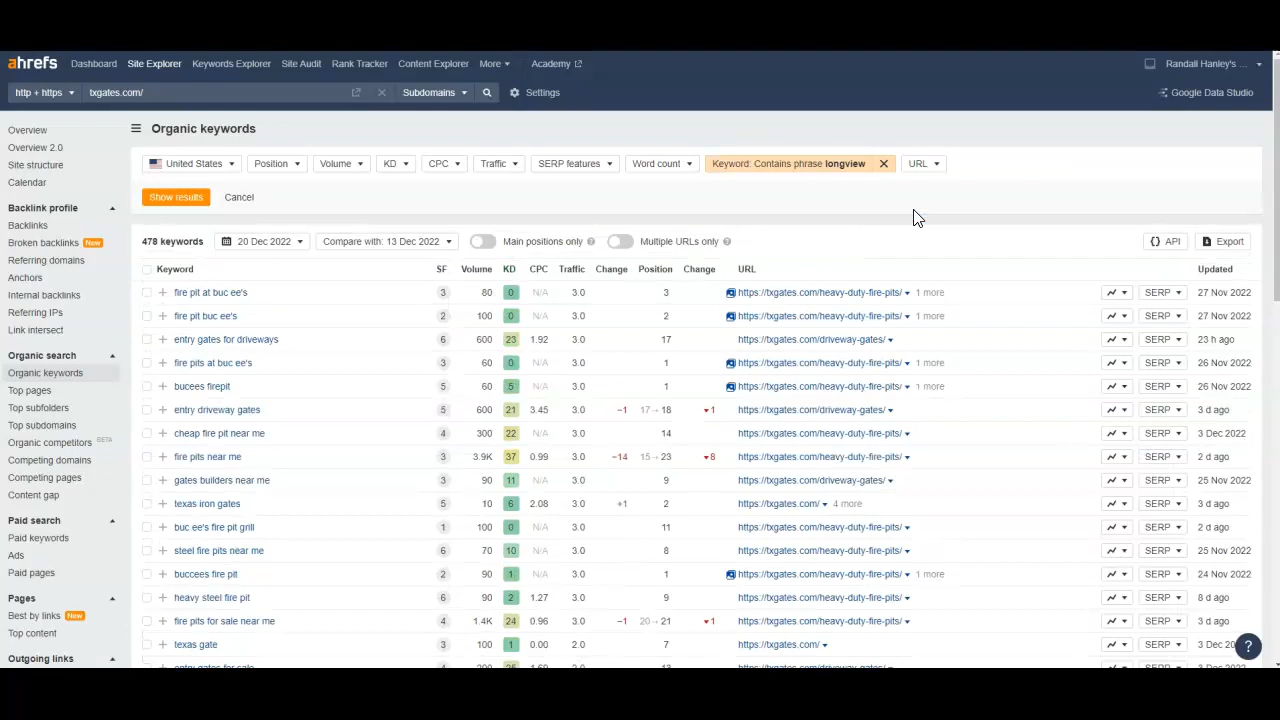 ahrefs Dashboard Site Explorer Keywords Explorer Site Audit Rank Tracker Content Explorer More Academy Randall Hanley's ...
http + https txgates.com/ Subdomains Settings Google Data Studio
Overview
Overview 2.0
Site structure
Calendar
Backlink profile
Backlinks
Broken backlinks New
Referring domains
Anchors
Internal backlinks
Referring IPs
Link intersect
Organic search
Organic keywords
Top pages
Top subfolders
Top subdomains
Organic competitors BETA
Competing domains
Competing pages
Content gap
Paid search
Paid keywords
Ads
Paid pages
Pages
Best by links New
Top content
Outgoing links
Organic keywords
United States Position Volume KD CPC Traffic SERP features Word count Keyword: Contains phrase longview URL
Show results Cancel
478 keywords 20 Dec 2022 Compare with: 13 Dec 2022 Main positions only Multiple URLs only API Export
Keyword SF Volume KD CPC Traffic Change Position Change URL Updated
fire pit at buc ee's 3 80 0 N/A 3.0 3 https://txgates.com/heavy-duty-fire-pits/ 1 more SERP 27 Nov 2022
fire pit buc ee's 2 100 0 N/A 3.0 2 https://txgates.com/heavy-duty-fire-pits/ 1 more SERP 27 Nov 2022
entry gates for driveways 6 600 23 1.92 3.0 17 https://txgates.com/driveway-gates/ SERP 23 h ago
fire pits at buc ee's 3 60 0 N/A 3.0 1 https://txgates.com/heavy-duty-fire-pits/ 1 more SERP 26 Nov 2022
bucees firepit 5 60 5 N/A 3.0 1 https://txgates.com/heavy-duty-fire-pits/ 1 more SERP 26 Nov 2022
entry driveway gates 5 600 21 3.45 3.0 −1 17→18 1 https://txgates.com/driveway-gates/ SERP 3 d ago
cheap fire pit near me 4 300 22 N/A 3.0 14 https://txgates.com/heavy-duty-fire-pits/ SERP 3 Dec 2022
fire pits near me 3 3.9K 37 0.99 3.0 −14 15→23 8 https://txgates.com/heavy-duty-fire-pits/ SERP 2 d ago
gates builders near me 3 90 11 N/A 3.0 9 https://txgates.com/driveway-gates/ SERP 25 Nov 2022
texas iron gates 5 10 6 2.08 3.0 +1 2 https://txgates.com/ 4 more SERP 3 d ago
buc ee's fire pit grill 1 100 0 N/A 3.0 11 https://txgates.com/heavy-duty-fire-pits/ SERP 2 d ago
steel fire pits near me 6 70 10 N/A 3.0 8 https://txgates.com/heavy-duty-fire-pits/ SERP 25 Nov 2022
buccees fire pit 2 90 1 N/A 3.0 1 https://txgates.com/heavy-duty-fire-pits/ 1 more SERP 24 Nov 2022
heavy steel fire pit 6 90 2 1.27 3.0 9 https://txgates.com/heavy-duty-fire-pits/ SERP 8 d ago
fire pits for sale near me 4 1.4K 24 0.96 3.0 −1 20→21 1 https://txgates.com/heavy-duty-fire-pits/ SERP 3 d ago
texas gate 3 100 1 0.00 2.0 7 https://txgates.com/ SERP 3 Dec 20
entry gates for sale